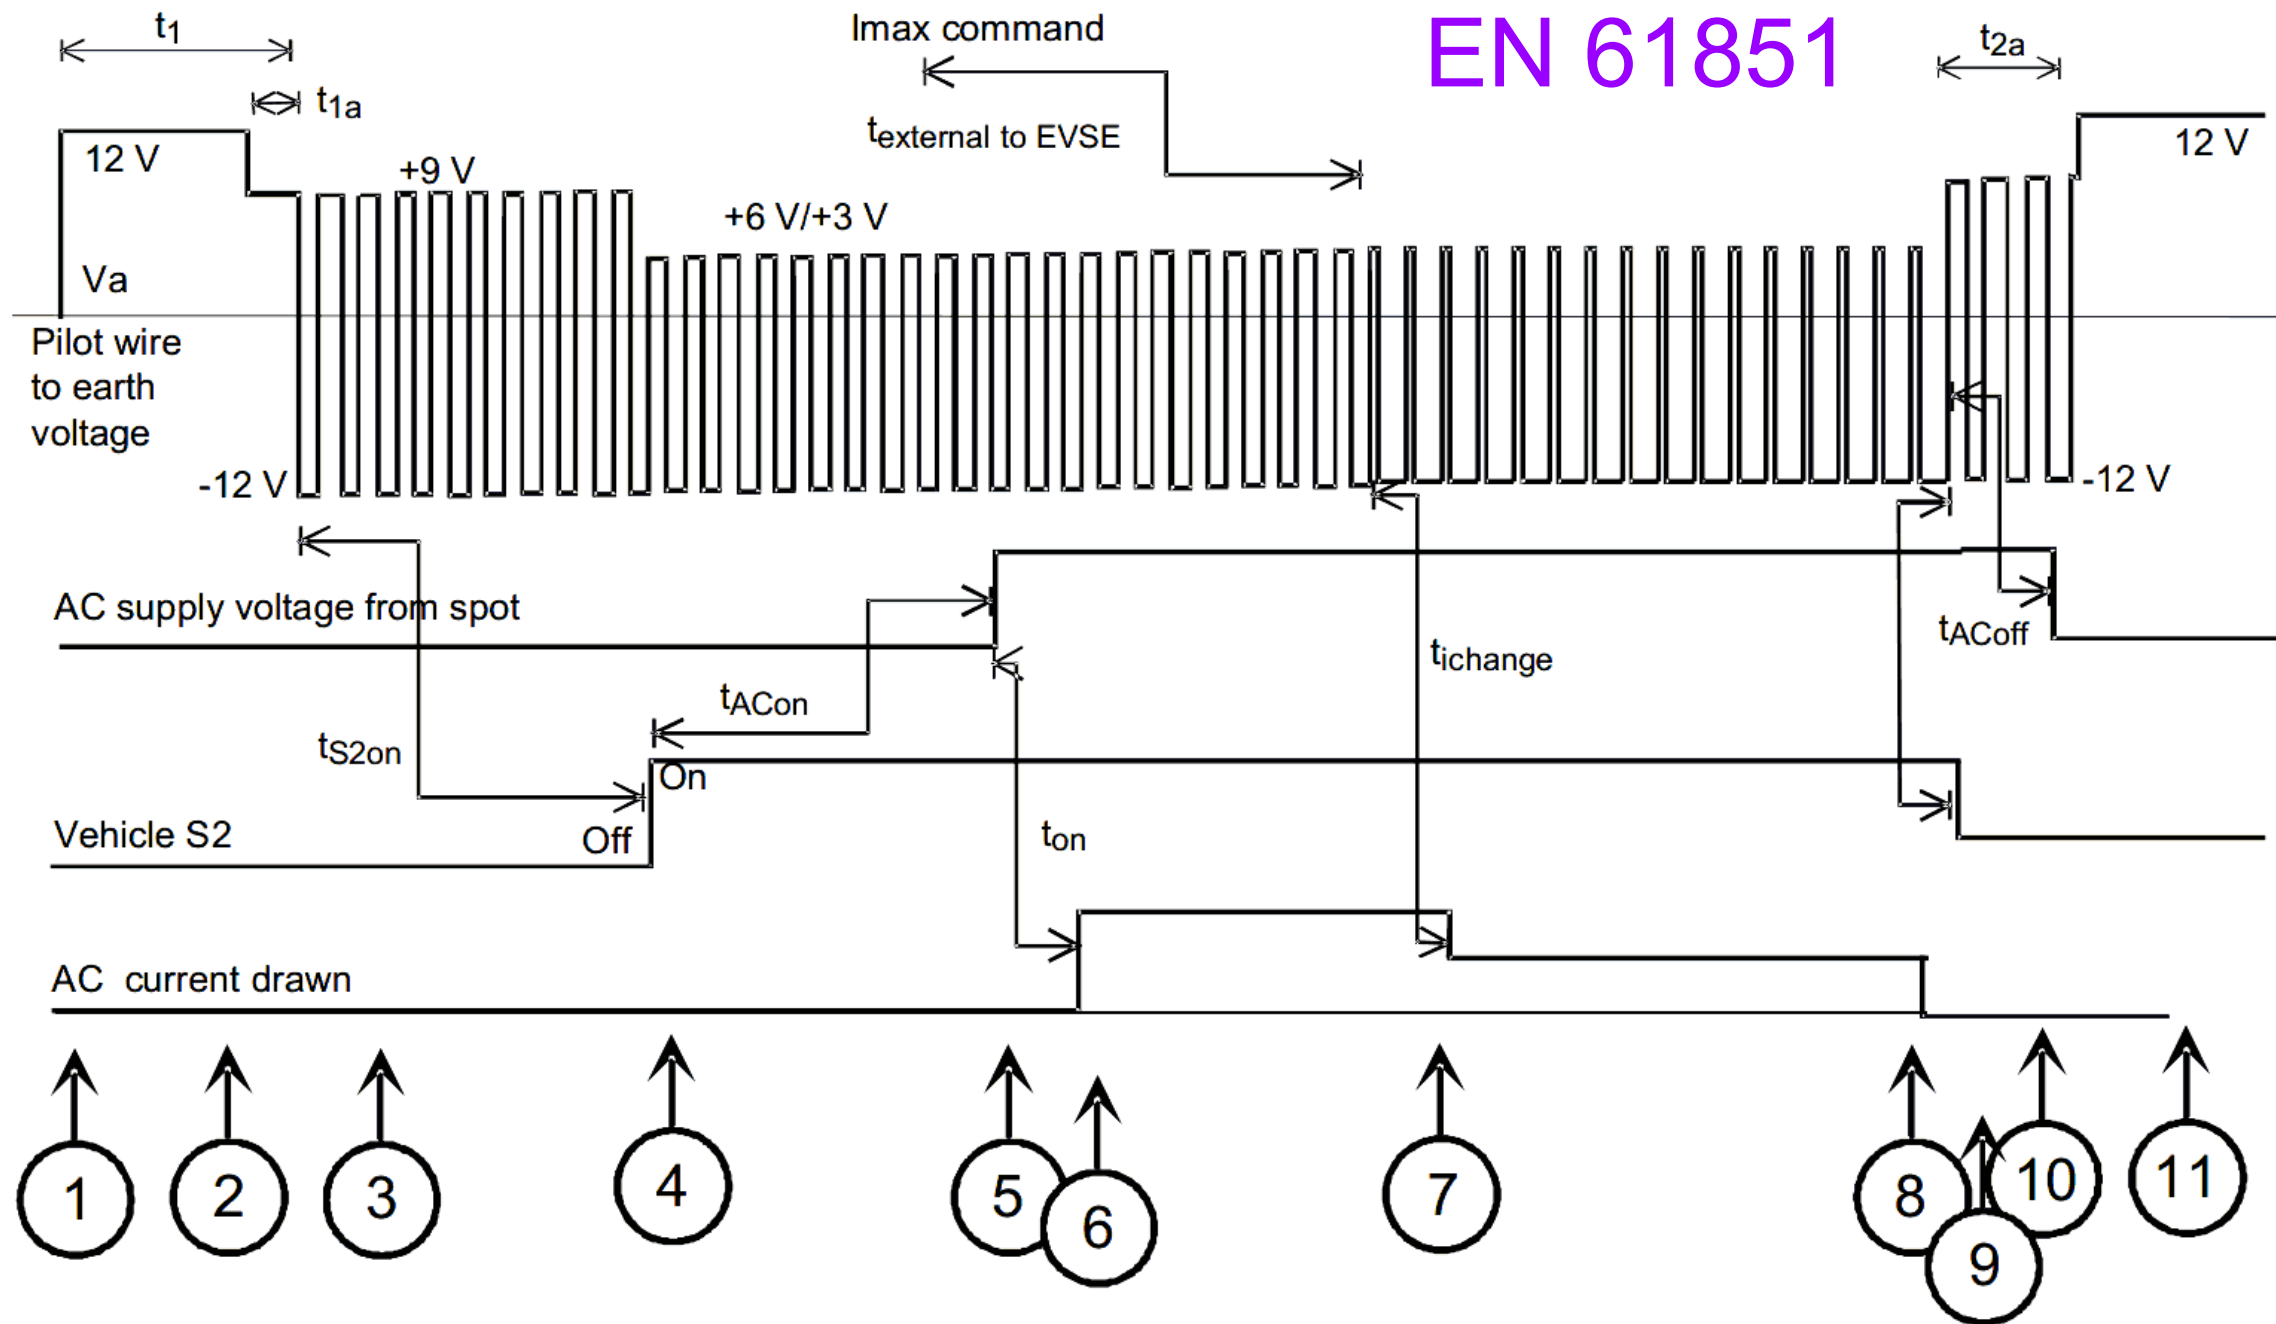 t1
Imax command
EN 61851
t2a
t1a
texternal to EVSE
12 V
+9 V
12 V
+6 V/+3 V
Va
Pilot wire
to earth
voltage
-12 V
-12 V
AC supply voltage from spot
tACoff
tichange
tACon
tS2on
On
Vehicle S2
Off
ton
AC current drawn
1
2
3
4
5
6
7
8
9
10
11